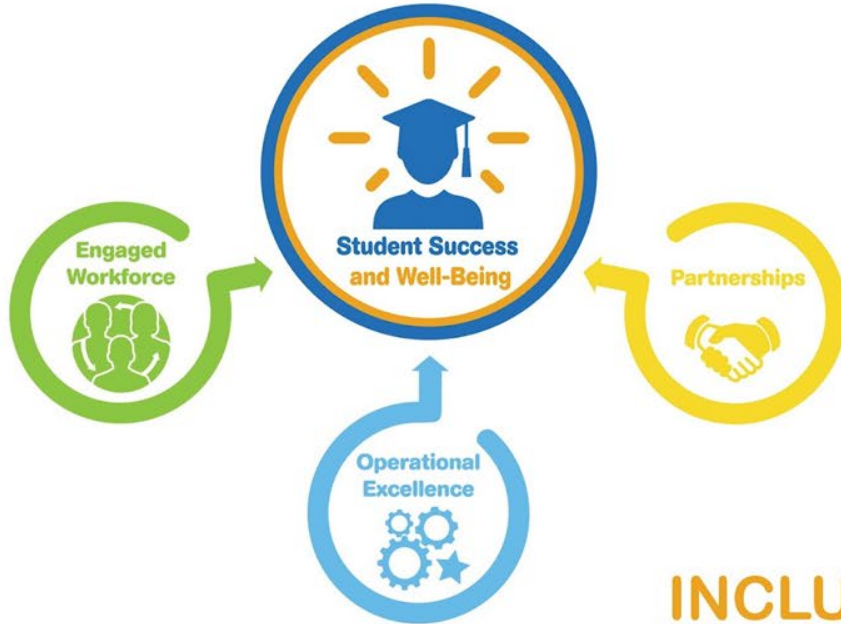 Student Success
and Well-Being
Engaged
Workforce
Partnerships
Operational
Excellence
INCLU